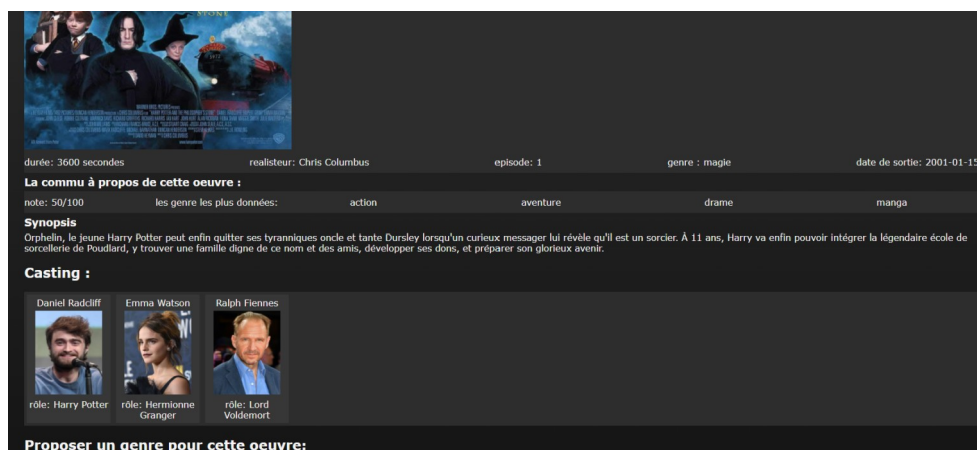 STONE
durée: 3600 secondes realisteur: Chris Columbus episode: 1 genre : magie date de sortie: 2001-01-15
La commu à propos de cette oeuvre :
note: 50/100 les genre les plus données: action aventure drame manga
Synopsis
Orphelin, le jeune Harry Potter peut enfin quitter ses tyranniques oncle et tante Dursley lorsqu'un curieux messager lui révèle qu'il est un sorcier. À 11 ans, Harry va enfin pouvoir intégrer la légendaire école de
sorcellerie de Poudlard, y trouver une famille digne de ce nom et des amis, développer ses dons, et préparer son glorieux avenir.
Casting :
Daniel Radcliff Emma Watson Ralph Fiennes
rôle: Harry Potter rôle: Hermionne rôle: Lord
Granger Voldemort
Proposer un genre pour cette oeuvre: